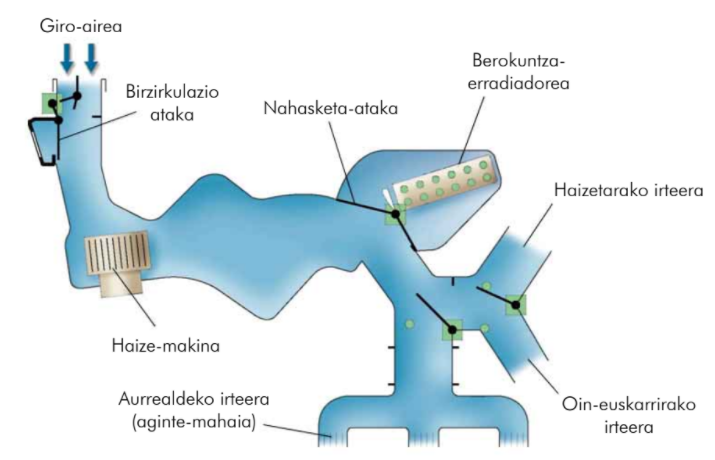 Giro-airea
Birzirkulazio
ataka
Nahasketa-ataka
Berokuntza-
erradiadorea
Haizetarako irteera
Haize-makina
Aurrealdeko irteera
(aginte-mahaia)
Oin-euskarrirako
irteera